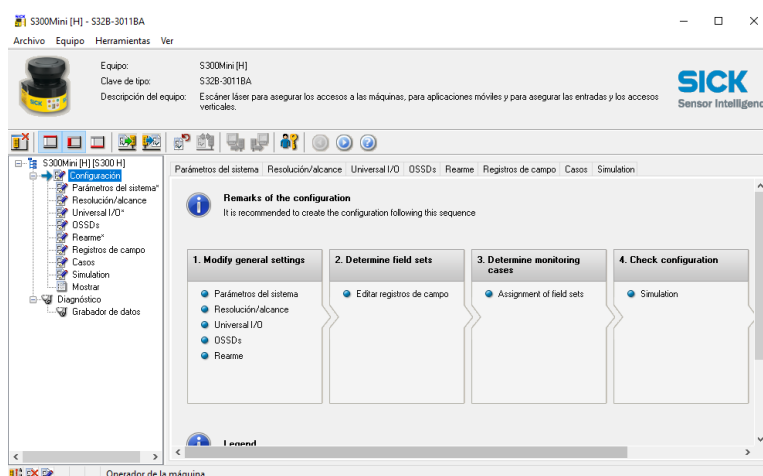 S300Mini [H] - S32B-3011BA
Archivo Equipo Herramientas Ver
Equipo: S300Mini [H]
Clave de tipo: S32B-3011BA
Descripción del equipo: Escáner láser para asegurar los accesos a las máquinas, para aplicaciones móviles y para asegurar las entradas y los accesos
verticales.
SICK
Sensor Intelligenc
S300Mini [H] [S300 H]
Configuración
Parámetros del sistema*
Resolución/alcance
Universal I/O*
OSSDs
Rearme*
Registros de campo
Casos
Simulation
Mostrar
Diagnóstico
Grabador de datos
Parámetros del sistema Resolución/alcance Universal I/O OSSDs Rearme Registros de campo Casos Simulation
Remarks of the configuration
It is recommended to create the configuration following this sequence
1. Modify general settings
Parámetros del sistema
Resolución/alcance
Universal I/O
OSSDs
Rearme
2. Determine field sets
Editar registros de campo
3. Determine monitoring
cases
Assignment of field sets
4. Check configuration
Simulation
Legend
Operador de la máquina